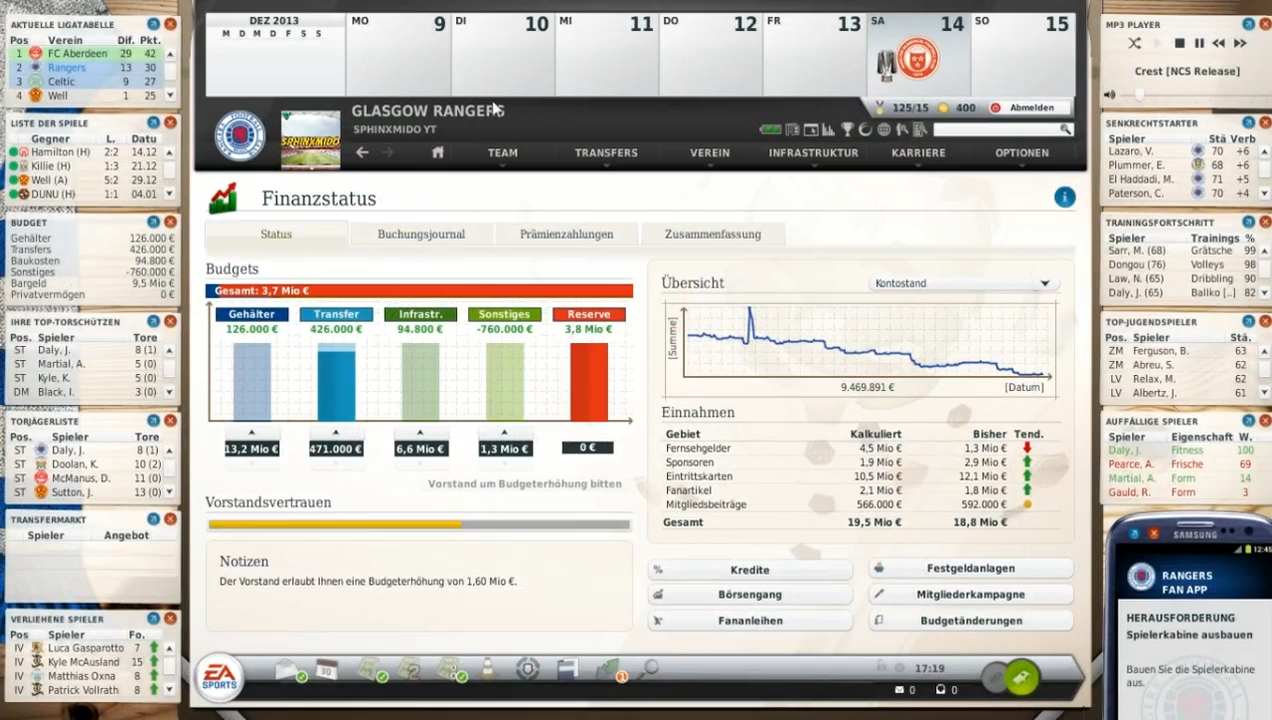 AKTUELLE LIGATABELLE
Pos Verein Dif. Pkt.
1 FC Aberdeen 29 42
2 Rangers 13 30
3 Celtic 9 27
4 Well 1 25
LISTE DER SPIELE
Gegner L. Datu
Hamilton (H) 2:2 14.12
Killie (H) 1:3 21.12
Well (A) 5:2 29.12
DUNU (H) 1:1 04.01
BUDGET
Gehälter 126.000 €
Transfers 426.000 €
Baukosten 94.800 €
Sonstiges -760.000 €
Bargeld 9,5 Mio €
Privatvermögen 0 €
IHRE TOP-TORSCHÜTZEN
Pos. Spieler Tore
ST Daly, J. 8 (1)
ST Martial, A. 5 (0)
ST Kyle, K. 5 (0)
DM Black, I. 3 (0)
TORJÄGERLISTE
Pos. Spieler Tore
ST Daly, J. 8 (1)
ST Doolan, K. 10 (2)
ST McManus, D. 11 (0)
ST Sutton, J. 13 (0)
TRANSFERMARKT
Spieler Angebot
VERLIEHENE SPIELER
Pos Spieler Fo.
IV Luca Gasparotto 7
IV Kyle McAusland 15
IV Matthias Oxna 8
IV Patrick Vollrath 8
DEZ 2013
M D M D F S S
MO 9
DI 10
MI 11
DO 12
FR 13
SA 14
SO 15
GLASGOW RANGERS
SPHINXMIDO YT
SPHINXMIDO
125/15 400 Abmelden
TEAM TRANSFERS VEREIN INFRASTRUKTUR KARRIERE OPTIONEN
Finanzstatus
Status Buchungsjournal Prämienzahlungen Zusammenfassung
Budgets
Gesamt: 3,7 Mio €
Gehälter Transfer Infrastr. Sonstiges Reserve
126.000 € 426.000 € 94.800 € -760.000 € 3,8 Mio €
13,2 Mio € 471.000 € 6,6 Mio € 1,3 Mio € 0 €
Vorstand um Budgeterhöhung bitten
Vorstandsvertrauen
Notizen
Der Vorstand erlaubt Ihnen eine Budgeterhöhung von 1,60 Mio €.
Übersicht Kontostand
[Summe]
9.469.891 € [Datum]
Einnahmen
Gebiet Kalkuliert Bisher Tend.
Fernsehgelder 4,5 Mio € 1,3 Mio €
Sponsoren 1,9 Mio € 2,9 Mio €
Eintrittskarten 10,5 Mio € 12,1 Mio €
Fanartikel 2,1 Mio € 1,8 Mio €
Mitgliedsbeiträge 566.000 € 592.000 €
Gesamt 19,5 Mio € 18,8 Mio €
Kredite Festgeldanlagen
Börsengang Mitgliederkampagne
Fananleihen Budgetänderungen
EA SPORTS
30
1
17:19
0 0
MP3 PLAYER
Crest [NCS Release]
SENKRECHTSTARTER
Spieler Stä Verb
Lazaro, V. 70 +6
Plummer, E. 68 +6
El Haddadi, M. 71 +5
Paterson, C. 70 +4
TRAININGSFORTSCHRITT
Spieler Trainings %
Sarr, M. (68) Grätsche 99
Dongou (76) Volleys 98
Law, N. (65) Dribbling 90
Daly, J. (65) Ballko [..] 82
TOP-JUGENDSPIELER
Pos. Spieler Stä.
ZM Ferguson, B. 63
ZM Abreu, S. 62
LV Relax, M. 62
LV Albertz, J. 61
AUFFÄLLIGE SPIELER
Spieler Eigenschaft W.
Daly, J. Fitness 100
Pearce, A. Frische 69
Martial, A. Form 14
Gauld, R. Form 3
SAMSUNG
RANGERS
FAN APP
HERAUSFORDERUNG
Spielerkabine ausbauen
Bauen Sie die Spielerkabine
aus.